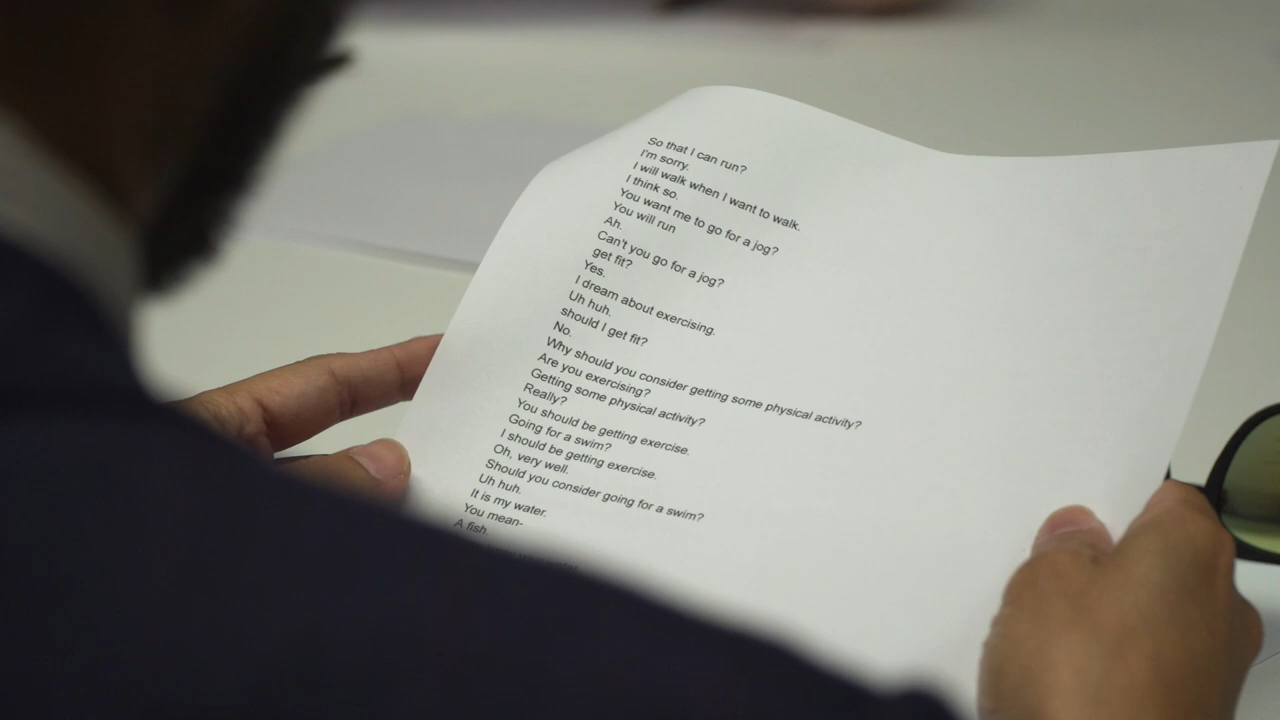 So that I can run?
I'm sorry.
I will walk when I want to walk.
I think so.
You want me to go for a jog?
You will run
Ah.
Can't you go for a jog?
get fit?
Yes.
I dream about exercising.
Uh huh.
should I get fit?
No.
Why should you consider getting some physical activity?
Are you exercising?
Getting some physical activity?
Really?
You should be getting exercise.
Going for a swim?
I should be getting exercise.
Oh, very well.
Should you consider going for a swim?
Uh huh.
It is my water.
You mean-
A fish